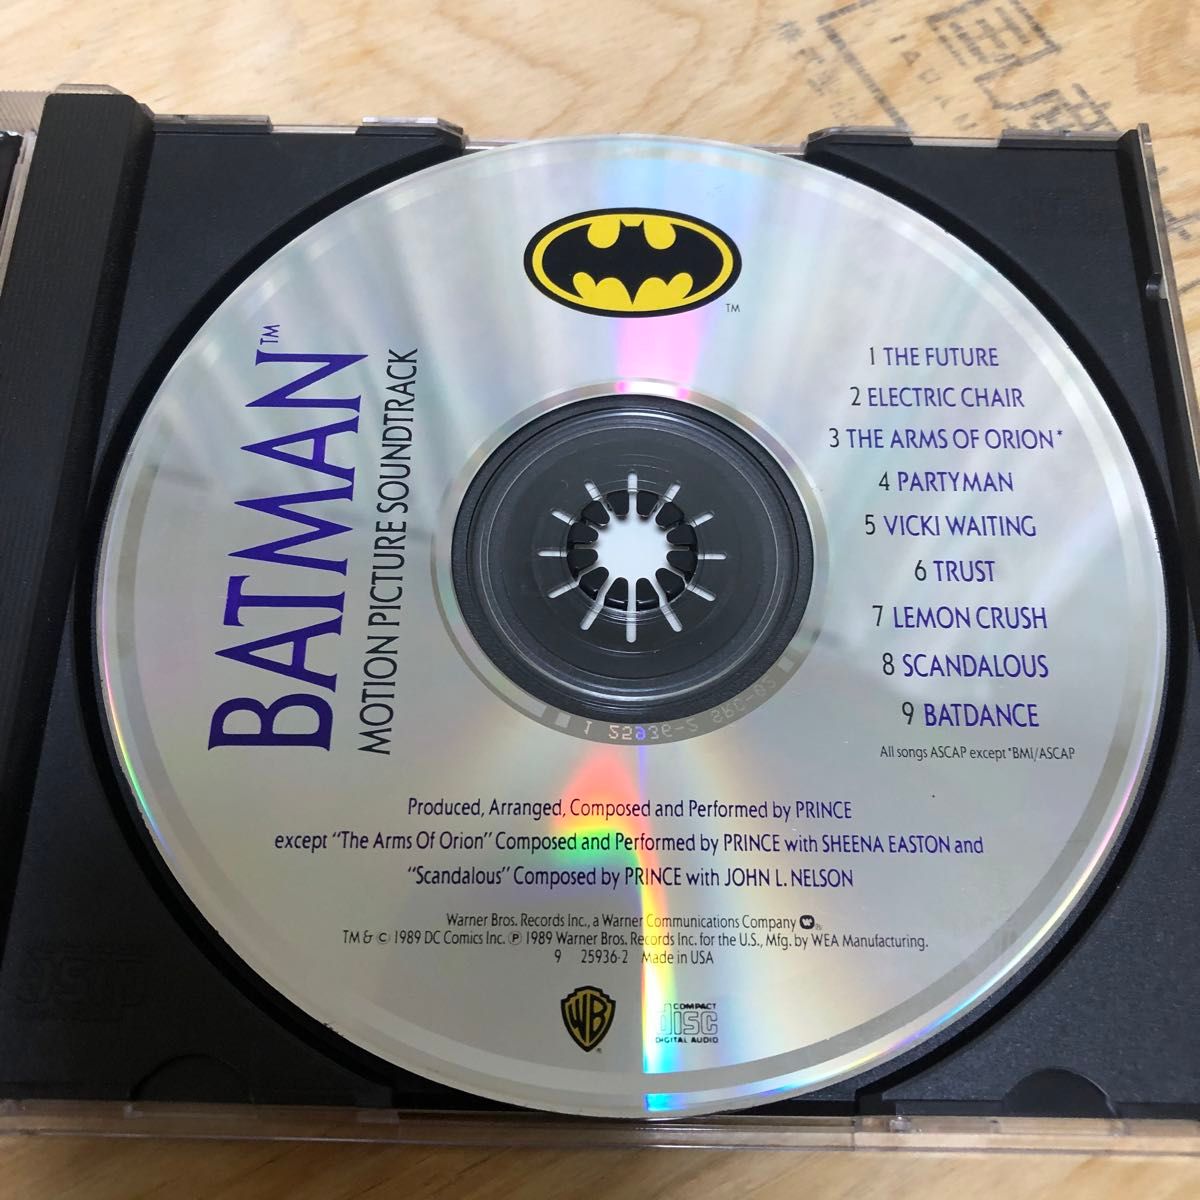 BATMAN™
MOTION PICTURE SOUNDTRACK
TM
1 THE FUTURE
2 ELECTRIC CHAIR
3 THE ARMS OF ORION*
4 PARTYMAN
5 VICKI WAITING
6 TRUST
7 LEMON CRUSH
8 SCANDALOUS
9 BATDANCE
All songs ASCAP except *BMI/ASCAP
1 25936-2 SRC-02
Produced, Arranged, Composed and Performed by PRINCE
except "The Arms Of Orion" Composed and Performed by PRINCE with SHEENA EASTON and
"Scandalous" Composed by PRINCE with JOHN L. NELSON
Warner Bros. Records Inc., a Warner Communications Company
TM & © 1989 DC Comics Inc. ℗ 1989 Warner Bros. Records Inc. for the U.S., Mfg. by WEA Manufacturing.
9 25936-2 Made in USA
WB
COMPACT
disc
DIGITAL AUDIO